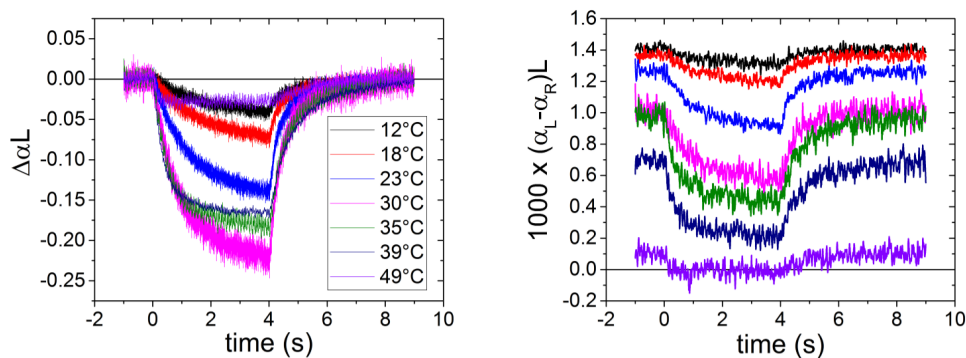 0.05
0.00
-0.05
-0.10
-0.15
-0.20
-0.25
ΔαL
-2
0
2
4
6
8
10
time (s)
12°C
18°C
23°C
30°C
35°C
39°C
49°C
1.6
1.4
1.2
1.0
0.8
0.6
0.4
0.2
0.0
-0.2
1000 x (α_L-α_R)L
-2
0
2
4
6
8
10
time (s)